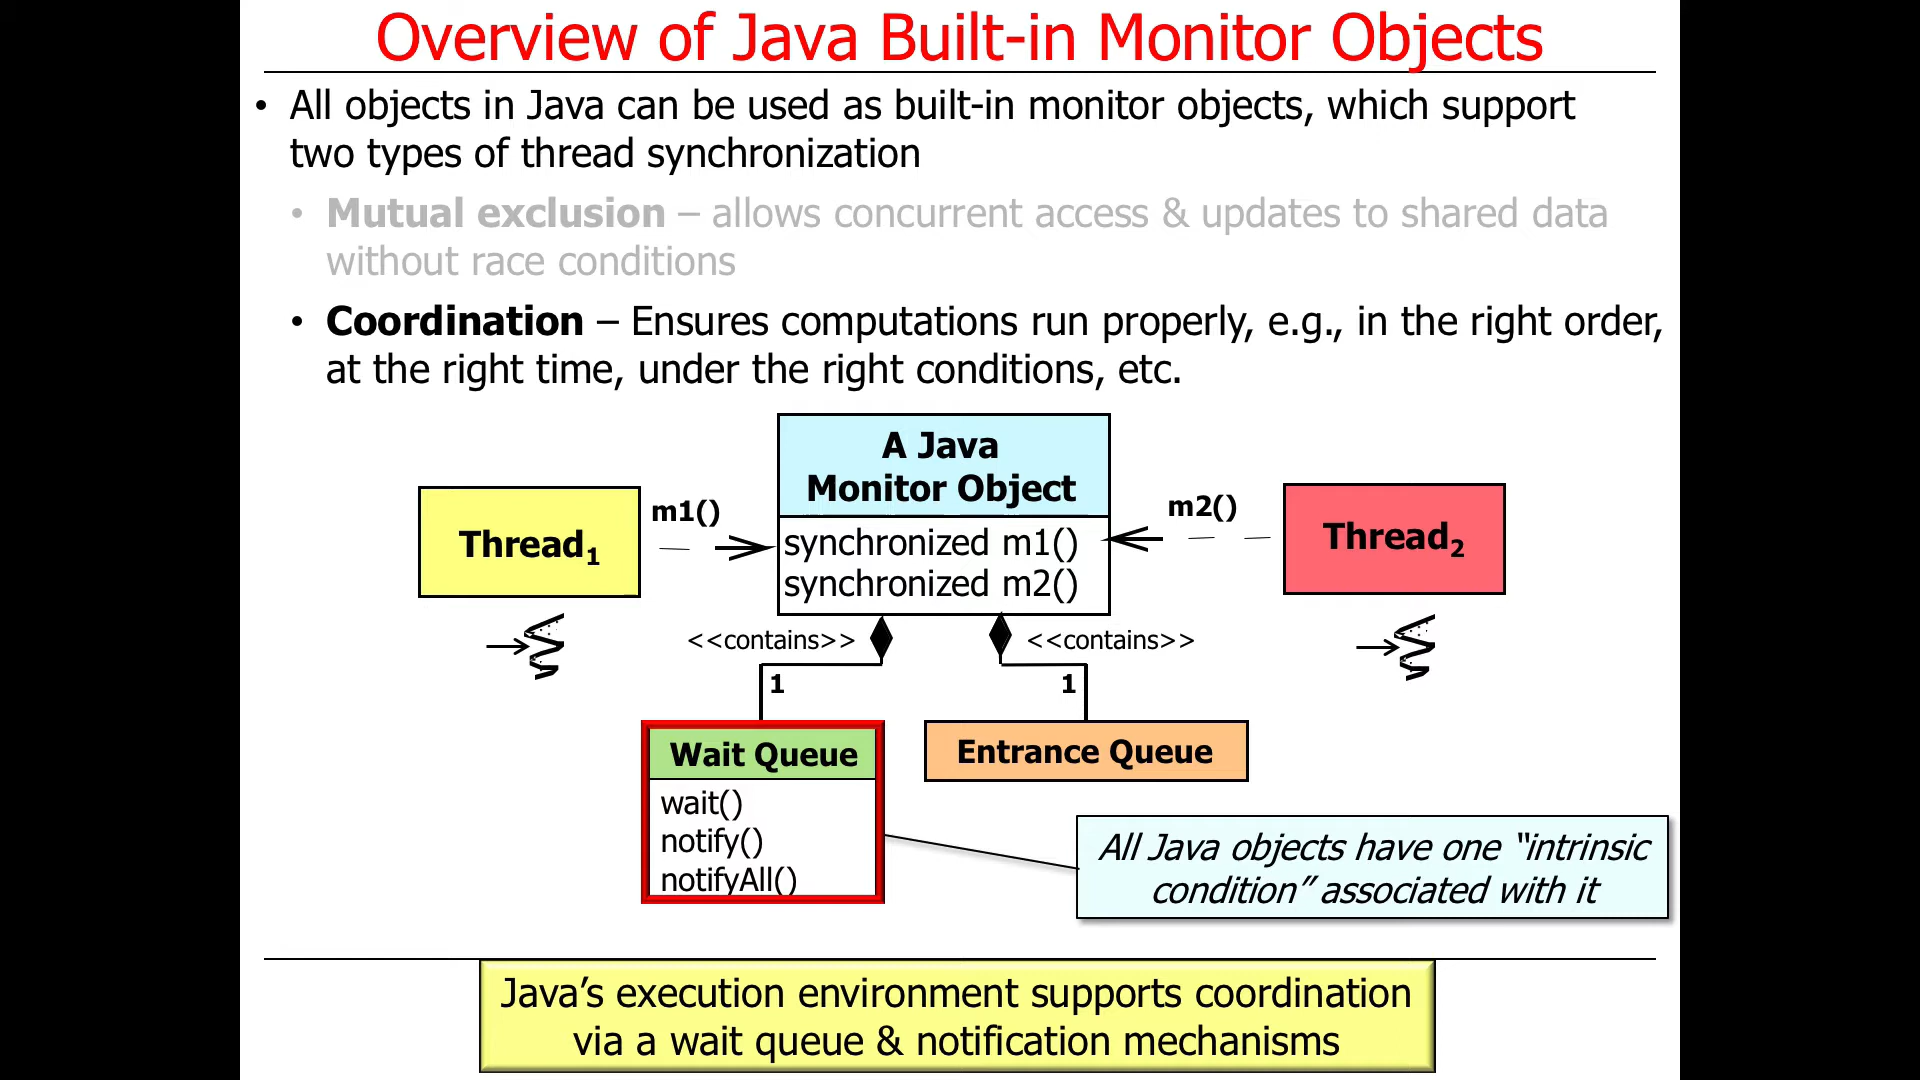 Overview of Java Built-in Monitor Objects
• All objects in Java can be used as built-in monitor objects, which support
two types of thread synchronization
• Mutual exclusion – allows concurrent access & updates to shared data
without race conditions
• Coordination – Ensures computations run properly, e.g., in the right order,
at the right time, under the right conditions, etc.
A Java
Monitor Object
synchronized m1()
synchronized m2()
Thread1
m1()
m2()
Thread2
<<contains>>
<<contains>>
1
1
Wait Queue
wait()
notify()
notifyAll()
Entrance Queue
All Java objects have one “intrinsic
condition” associated with it
Java’s execution environment supports coordination
via a wait queue & notification mechanisms